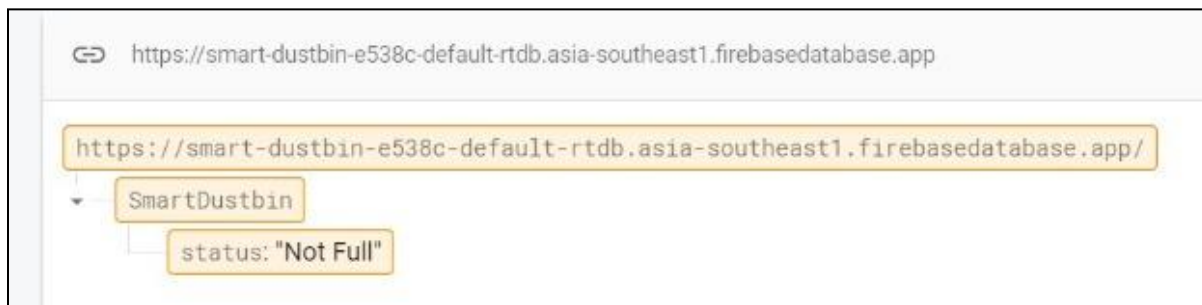 https://smart-dustbin-e538c-default-rtdb.asia-southeast1.firebasedatabase.app
https://smart-dustbin-e538c-default-rtdb.asia-southeast1.firebasedatabase.app/
SmartDustbin
status: "Not Full"